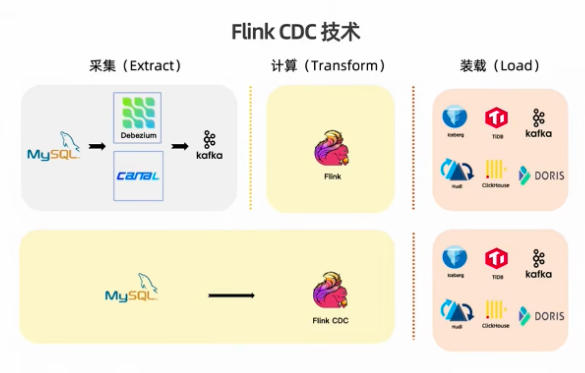 Flink CDC 技术
采集（Extract）
计算（Transform）
装载（Load）
MySQL
Debezium
Canal
kafka
Flink
Iceberg
TiDB
kafka
Hudi
ClickHouse
DORIS
MySQL
Flink CDC
Iceberg
TiDB
kafka
Hudi
ClickHouse
DORIS